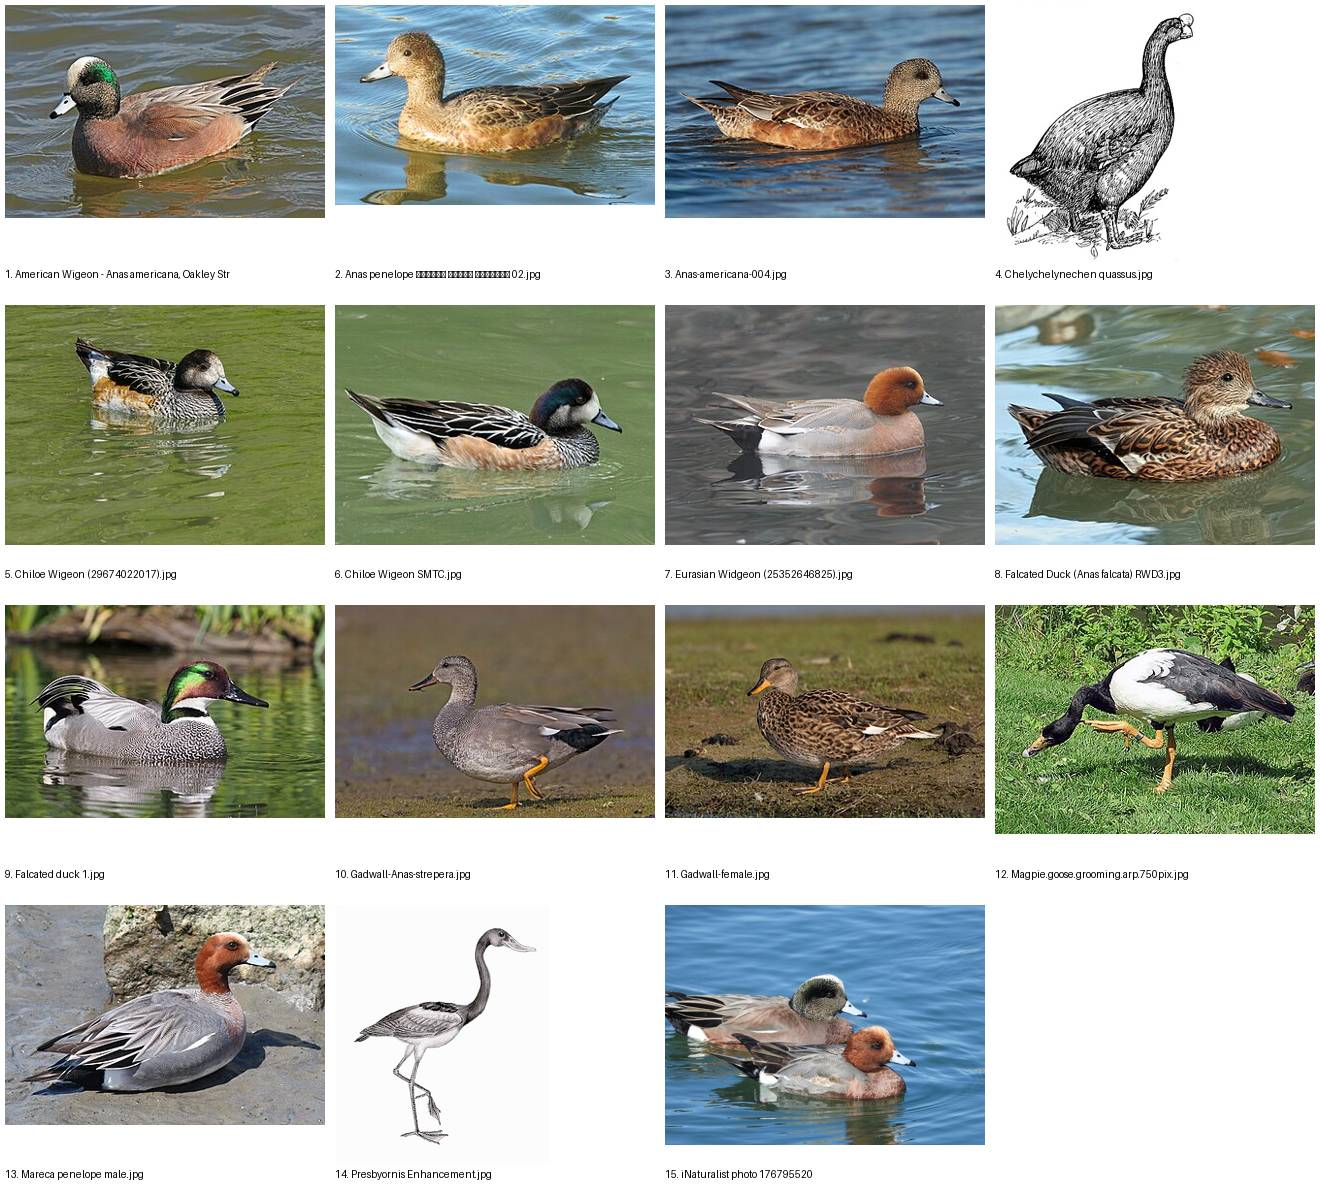 1. American Wigeon - Anas americana, Oakley Str
2. Anas penelope 02.jpg
3. Anas-americana-004.jpg
4. Chelychelynechen quassus.jpg
5. Chiloe Wigeon (29674022017).jpg
6. Chiloe Wigeon SMTC.jpg
7. Eurasian Widgeon (25352646825).jpg
8. Falcated Duck (Anas falcata) RWD3.jpg
9. Falcated duck 1.jpg
10. Gadwall-Anas-strepera.jpg
11. Gadwall-female.jpg
12. Magpie.goose.grooming.arp.750pix.jpg
13. Mareca penelope male.jpg
14. Presbyornis Enhancement.jpg
15. iNaturalist photo 176795520